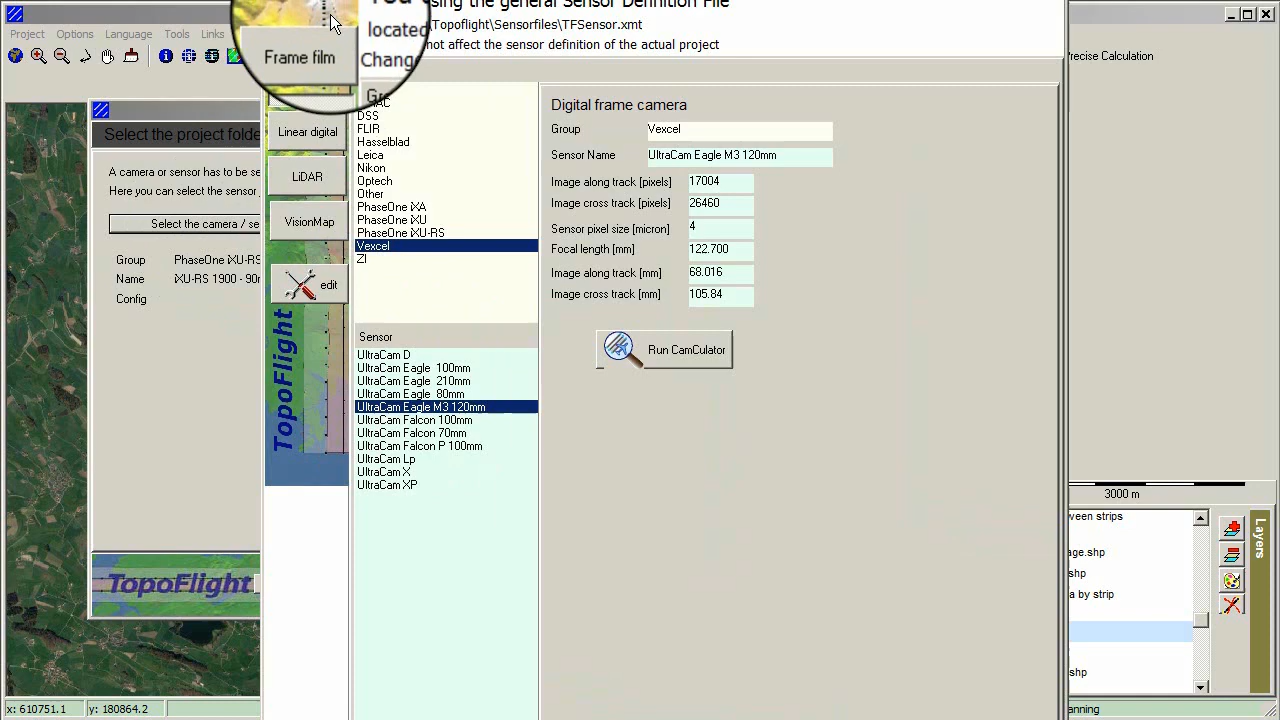 using the general Sensor Definition File
\Topoflight\Sensorfiles\TFSensor.xmt
located
not affect the sensor definition of the actual project
Frame film
Project Options Language Tools Links
recise Calculation
Select the project folde
A camera or sensor has to be se
Here you can select the sensor
Select the camera / se
Group PhaseOne iXU-RS
Name iXU-RS 1900 - 90m
Config
TopoFlight
Linear digital
LiDAR
VisionMap
edit
TopoFlight
DSS
FLIR
Hasselblad
Leica
Nikon
Optech
Other
PhaseOne iXA
PhaseOne iXU
PhaseOne iXU-RS
Vexcel
ZI
Sensor
UltraCam D
UltraCam Eagle 100mm
UltraCam Eagle 210mm
UltraCam Eagle 80mm
UltraCam Eagle M3 120mm
UltraCam Falcon 100mm
UltraCam Falcon 70mm
UltraCam Falcon P 100mm
UltraCam Lp
UltraCam X
UltraCam XP
Digital frame camera
Group Vexcel
Sensor Name UltraCam Eagle M3 120mm
Image along track [pixels] 17004
Image cross track [pixels] 26460
Sensor pixel size [micron] 4
Focal length [mm] 122.700
Image along track [mm] 68.016
Image cross track [mm] 105.84
Run CamCulator
3000 m
ween strips
age.shp
shp
a by strip
shp
Layers
x: 610751.1 y: 180864.2
anning